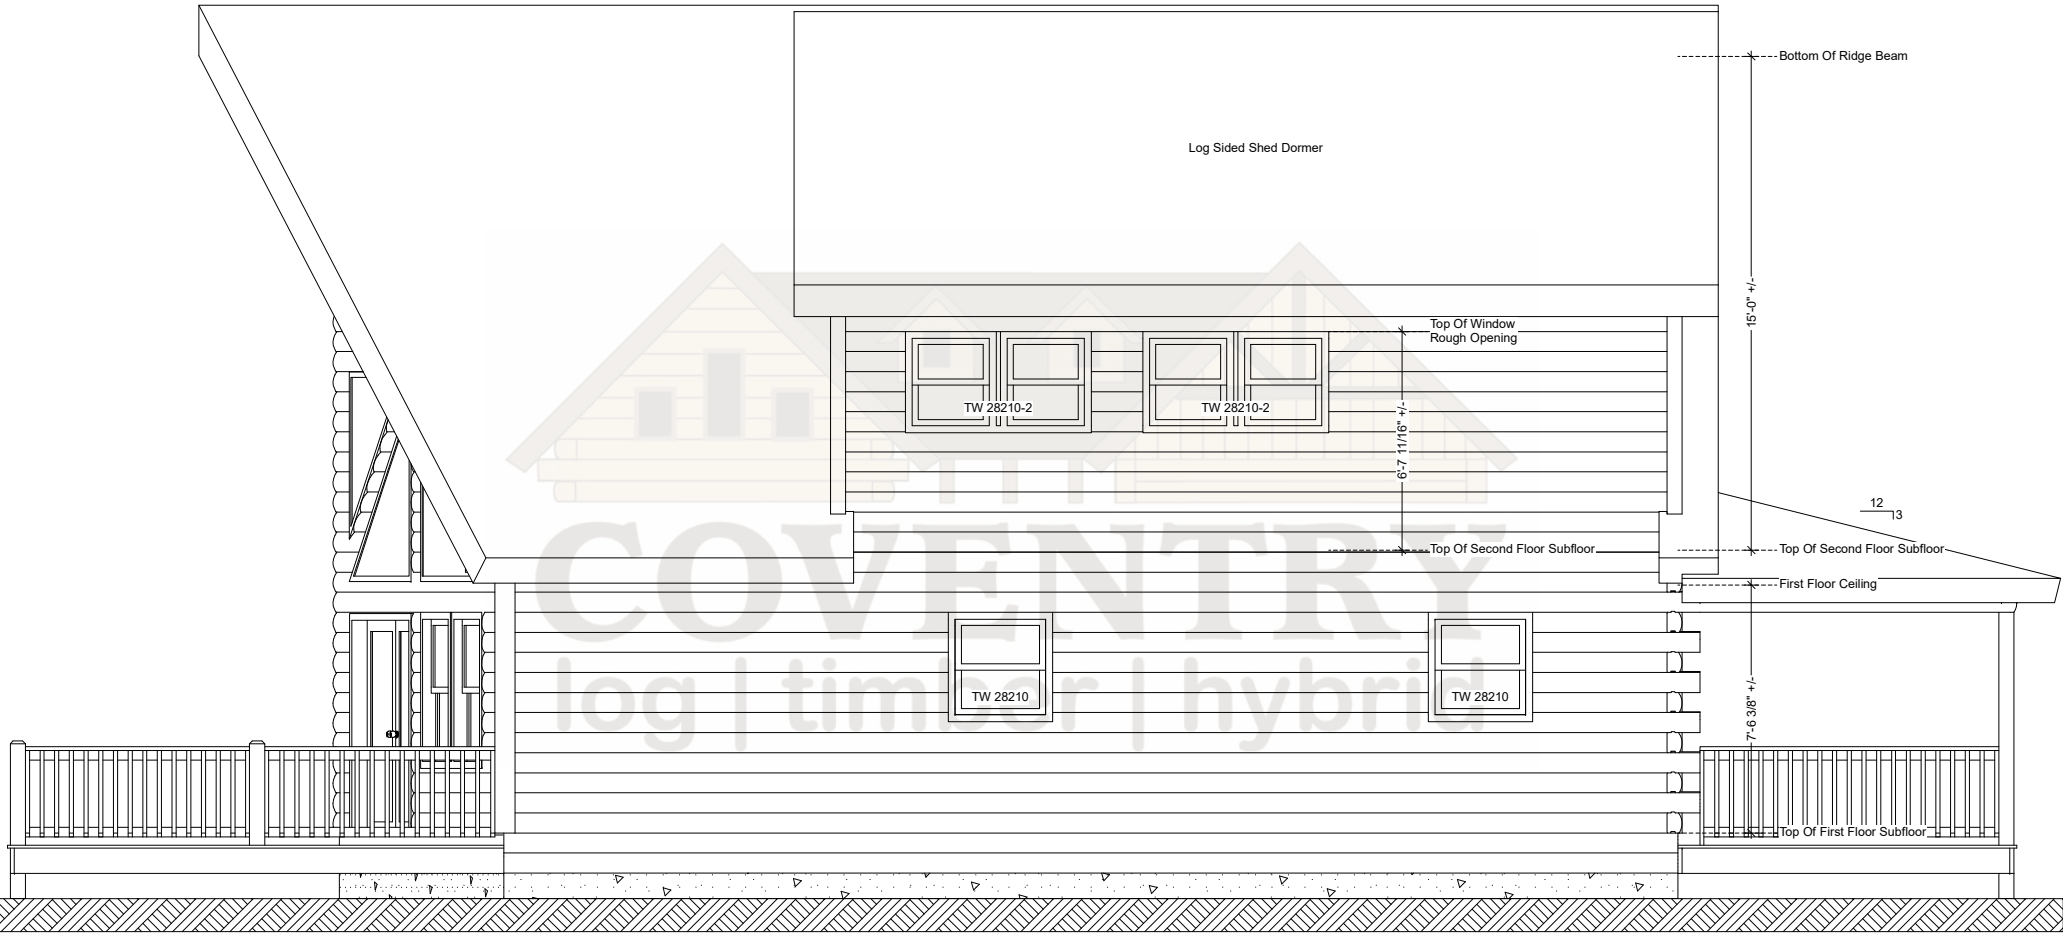 Bottom Of Ridge Beam
Log Sided Shed Dormer
15'-0" +/-
Top Of Window
Rough Opening
TW 28210-2
TW 28210-2
6'-7 11/16" +/-
12
3
Top Of Second Floor Subfloor
Top Of Second Floor Subfloor
First Floor Ceiling
COVENTRY
log | timber | hybrid
TW 28210
TW 28210
7'-6 3/8" +/-
Top Of First Floor Subfloor